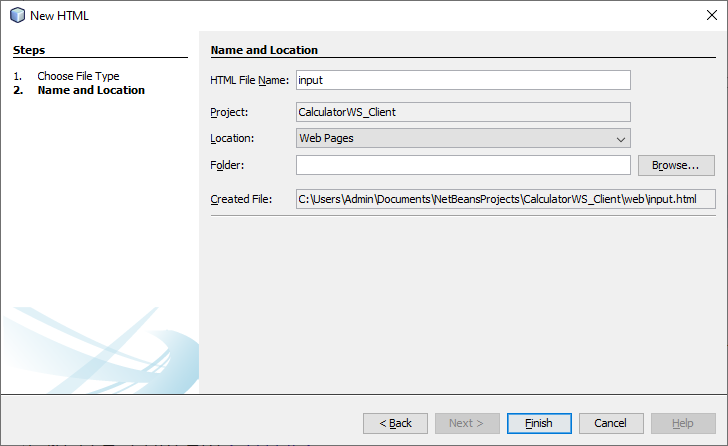 New HTML
Steps
1. Choose File Type
2. Name and Location
Name and Location
HTML File Name: input
Project: CalculatorWS_Client
Location: Web Pages
Folder: Browse...
Created File: C:\Users\Admin\Documents\NetBeansProjects\CalculatorWS_Client\web\input.html
< Back Next > Finish Cancel Help